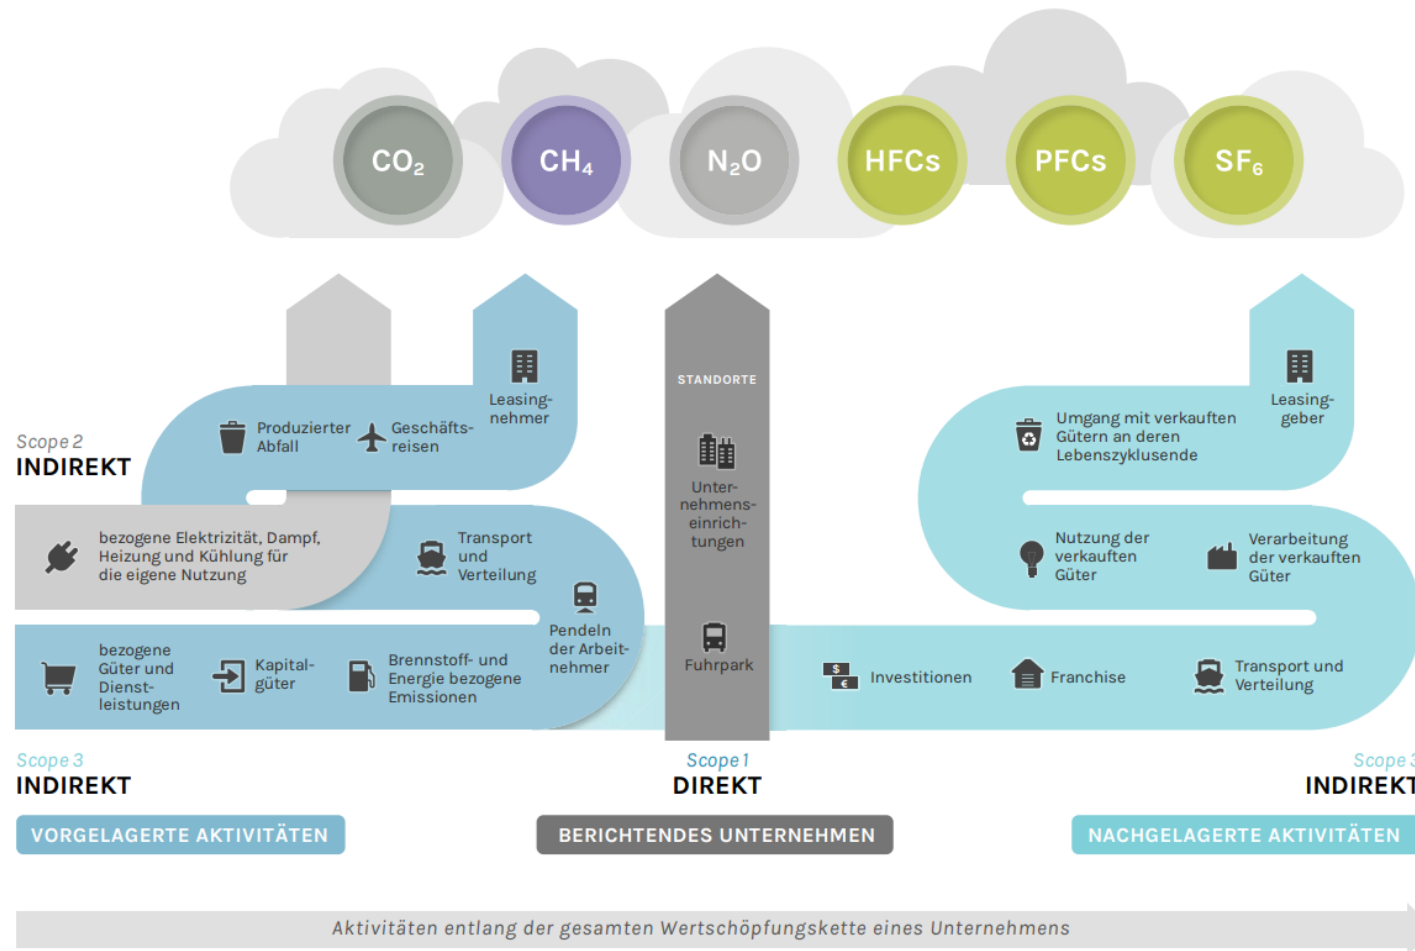 CO₂
CH₄
N₂O
HFCs
PFCs
SF₆
Scope 2
INDIREKT
Produzierter
Abfall
Geschäfts-
reisen
Leasing-
nehmer
bezogene Elektrizität, Dampf,
Heizung und Kühlung für
die eigene Nutzung
Transport
und
Verteilung
Pendeln
der Arbeit-
nehmer
bezogene
Güter und
Dienst-
leistungen
Kapital-
güter
Brennstoff- und
Energie bezogene
Emissionen
STANDORTE
Unter-
nehmens-
einrich-
tungen
Fuhrpark
Leasing-
geber
Umgang mit verkauften
Gütern an deren
Lebenszyklusende
Nutzung der
verkauften
Güter
Verarbeitung
der verkauften
Güter
$
€
Investitionen
Franchise
Transport und
Verteilung
Scope 3
INDIREKT
Scope 1
DIREKT
Scope 3
INDIREKT
VORGELAGERTE AKTIVITÄTEN
BERICHTENDES UNTERNEHMEN
NACHGELAGERTE AKTIVITÄTEN
Aktivitäten entlang der gesamten Wertschöpfungskette eines Unternehmens